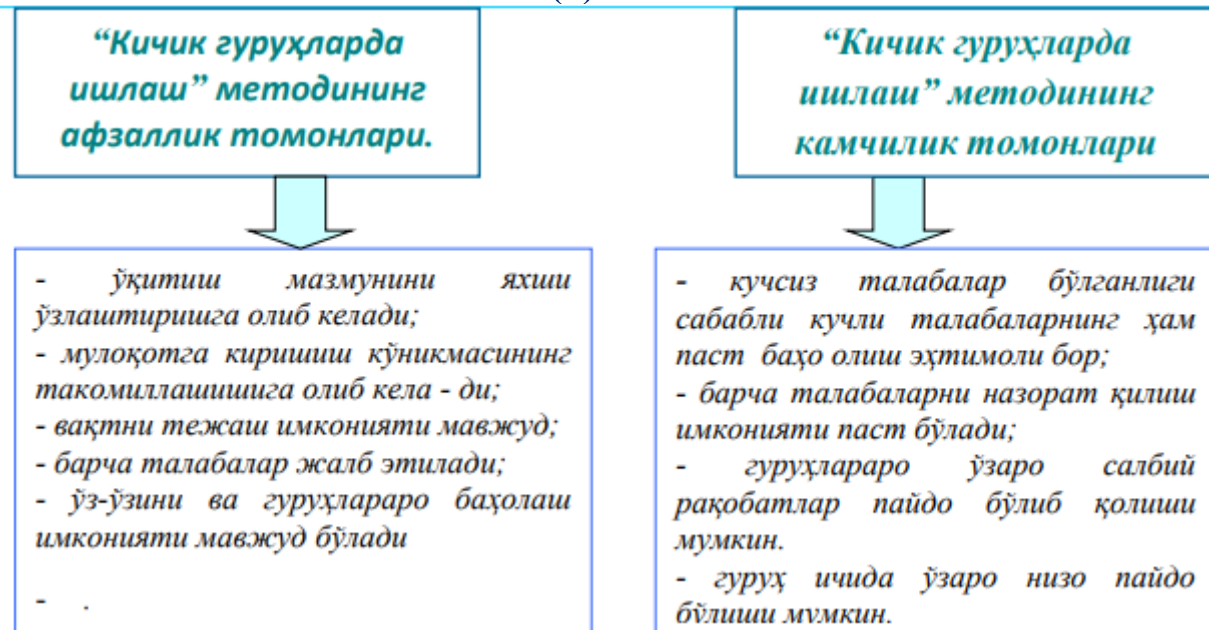 “Кичик гуруҳларда
ишлаш” методининг
афзаллик томонлари.
- ўқитиш мазмунини яхши
ўзлаштиришга олиб келади;
- мулоқотга киришиш кўникмасининг
такомиллашишига олиб кела - ди;
- вақтни тежаш имконияти мавжуд;
- барча талабалар жалб этилади;
- ўз-ўзини ва гуруҳлараро баҳолаш
имконияти мавжуд бўлади
- .
“Кичик гуруҳларда
ишлаш” методининг
камчилик томонлари
- кучсиз талабалар бўлганлиги
сабабли кучли талабаларнинг ҳам
паст баҳо олиш эҳтимоли бор;
- барча талабаларни назорат қилиш
имконияти паст бўлади;
- гуруҳлараро ўзаро салбий
рақобатлар пайдо бўлиб қолиши
мумкин.
- гуруҳ ичида ўзаро низо пайдо
бўлиши мумкин.